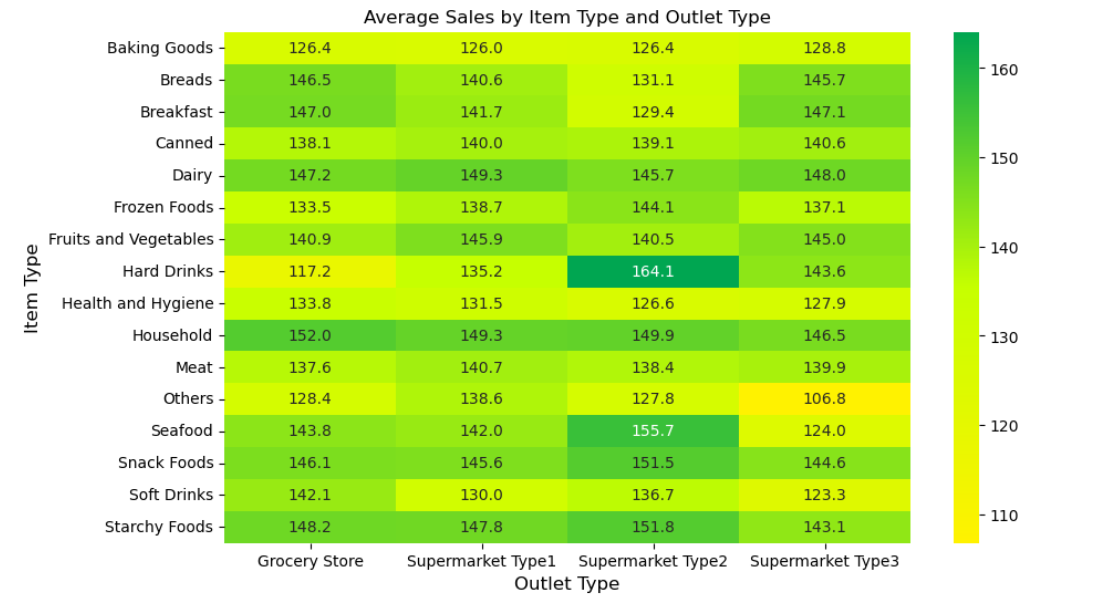 Average Sales by Item Type and Outlet Type
Baking Goods 126.4 126.0 126.4 128.8
Breads 146.5 140.6 131.1 145.7
Breakfast 147.0 141.7 129.4 147.1
Canned 138.1 140.0 139.1 140.6
Dairy 147.2 149.3 145.7 148.0
Frozen Foods 133.5 138.7 144.1 137.1
Fruits and Vegetables 140.9 145.9 140.5 145.0
Hard Drinks 117.2 135.2 164.1 143.6
Health and Hygiene 133.8 131.5 126.6 127.9
Household 152.0 149.3 149.9 146.5
Meat 137.6 140.7 138.4 139.9
Others 128.4 138.6 127.8 106.8
Seafood 143.8 142.0 155.7 124.0
Snack Foods 146.1 145.6 151.5 144.6
Soft Drinks 142.1 130.0 136.7 123.3
Starchy Foods 148.2 147.8 151.8 143.1
Grocery Store Supermarket Type1 Supermarket Type2 Supermarket Type3
Outlet Type
Item Type
160
150
140
130
120
110